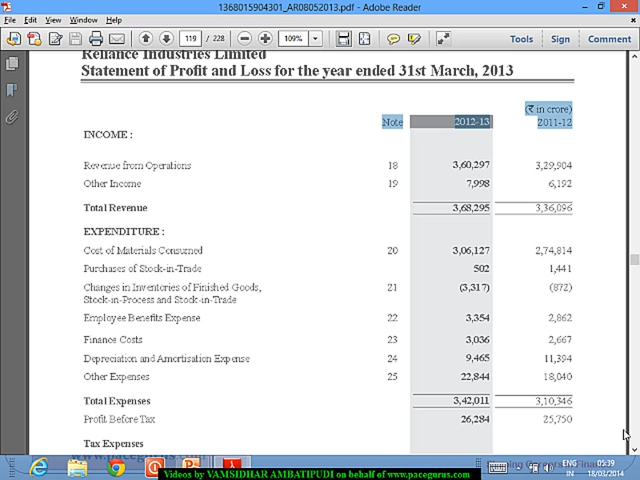 1368015904301_AR08052013.pdf - Adobe Reader
File Edit View Window Help
119 / 228 109% Tools Sign Comment
Reliance Industries Limited
Statement of Profit and Loss for the year ended 31st March, 2013
(₹ in crore)
Note 2012-13 2011-12
INCOME :
Revenue from Operations 18 3,60,297 3,29,904
Other Income 19 7,998 6,192
Total Revenue 3,68,295 3,36,096
EXPENDITURE :
Cost of Materials Consumed 20 3,06,127 2,74,814
Purchases of Stock-in-Trade 502 1,441
Changes in Inventories of Finished Goods, 21 (3,317) (872)
Stock-in-Process and Stock-in-Trade
Employee Benefits Expense 22 3,354 2,862
Finance Costs 23 3,036 2,667
Depreciation and Amortisation Expense 24 9,465 11,394
Other Expenses 25 22,844 18,040
Total Expenses 3,42,011 3,10,346
Profit Before Tax 26,284 25,750
Tax Expenses
ENG 05:39
IN 18/03/2014
Videos by VAMSIDHAR AMBATIPUDI on behalf of www.pacegurus.com